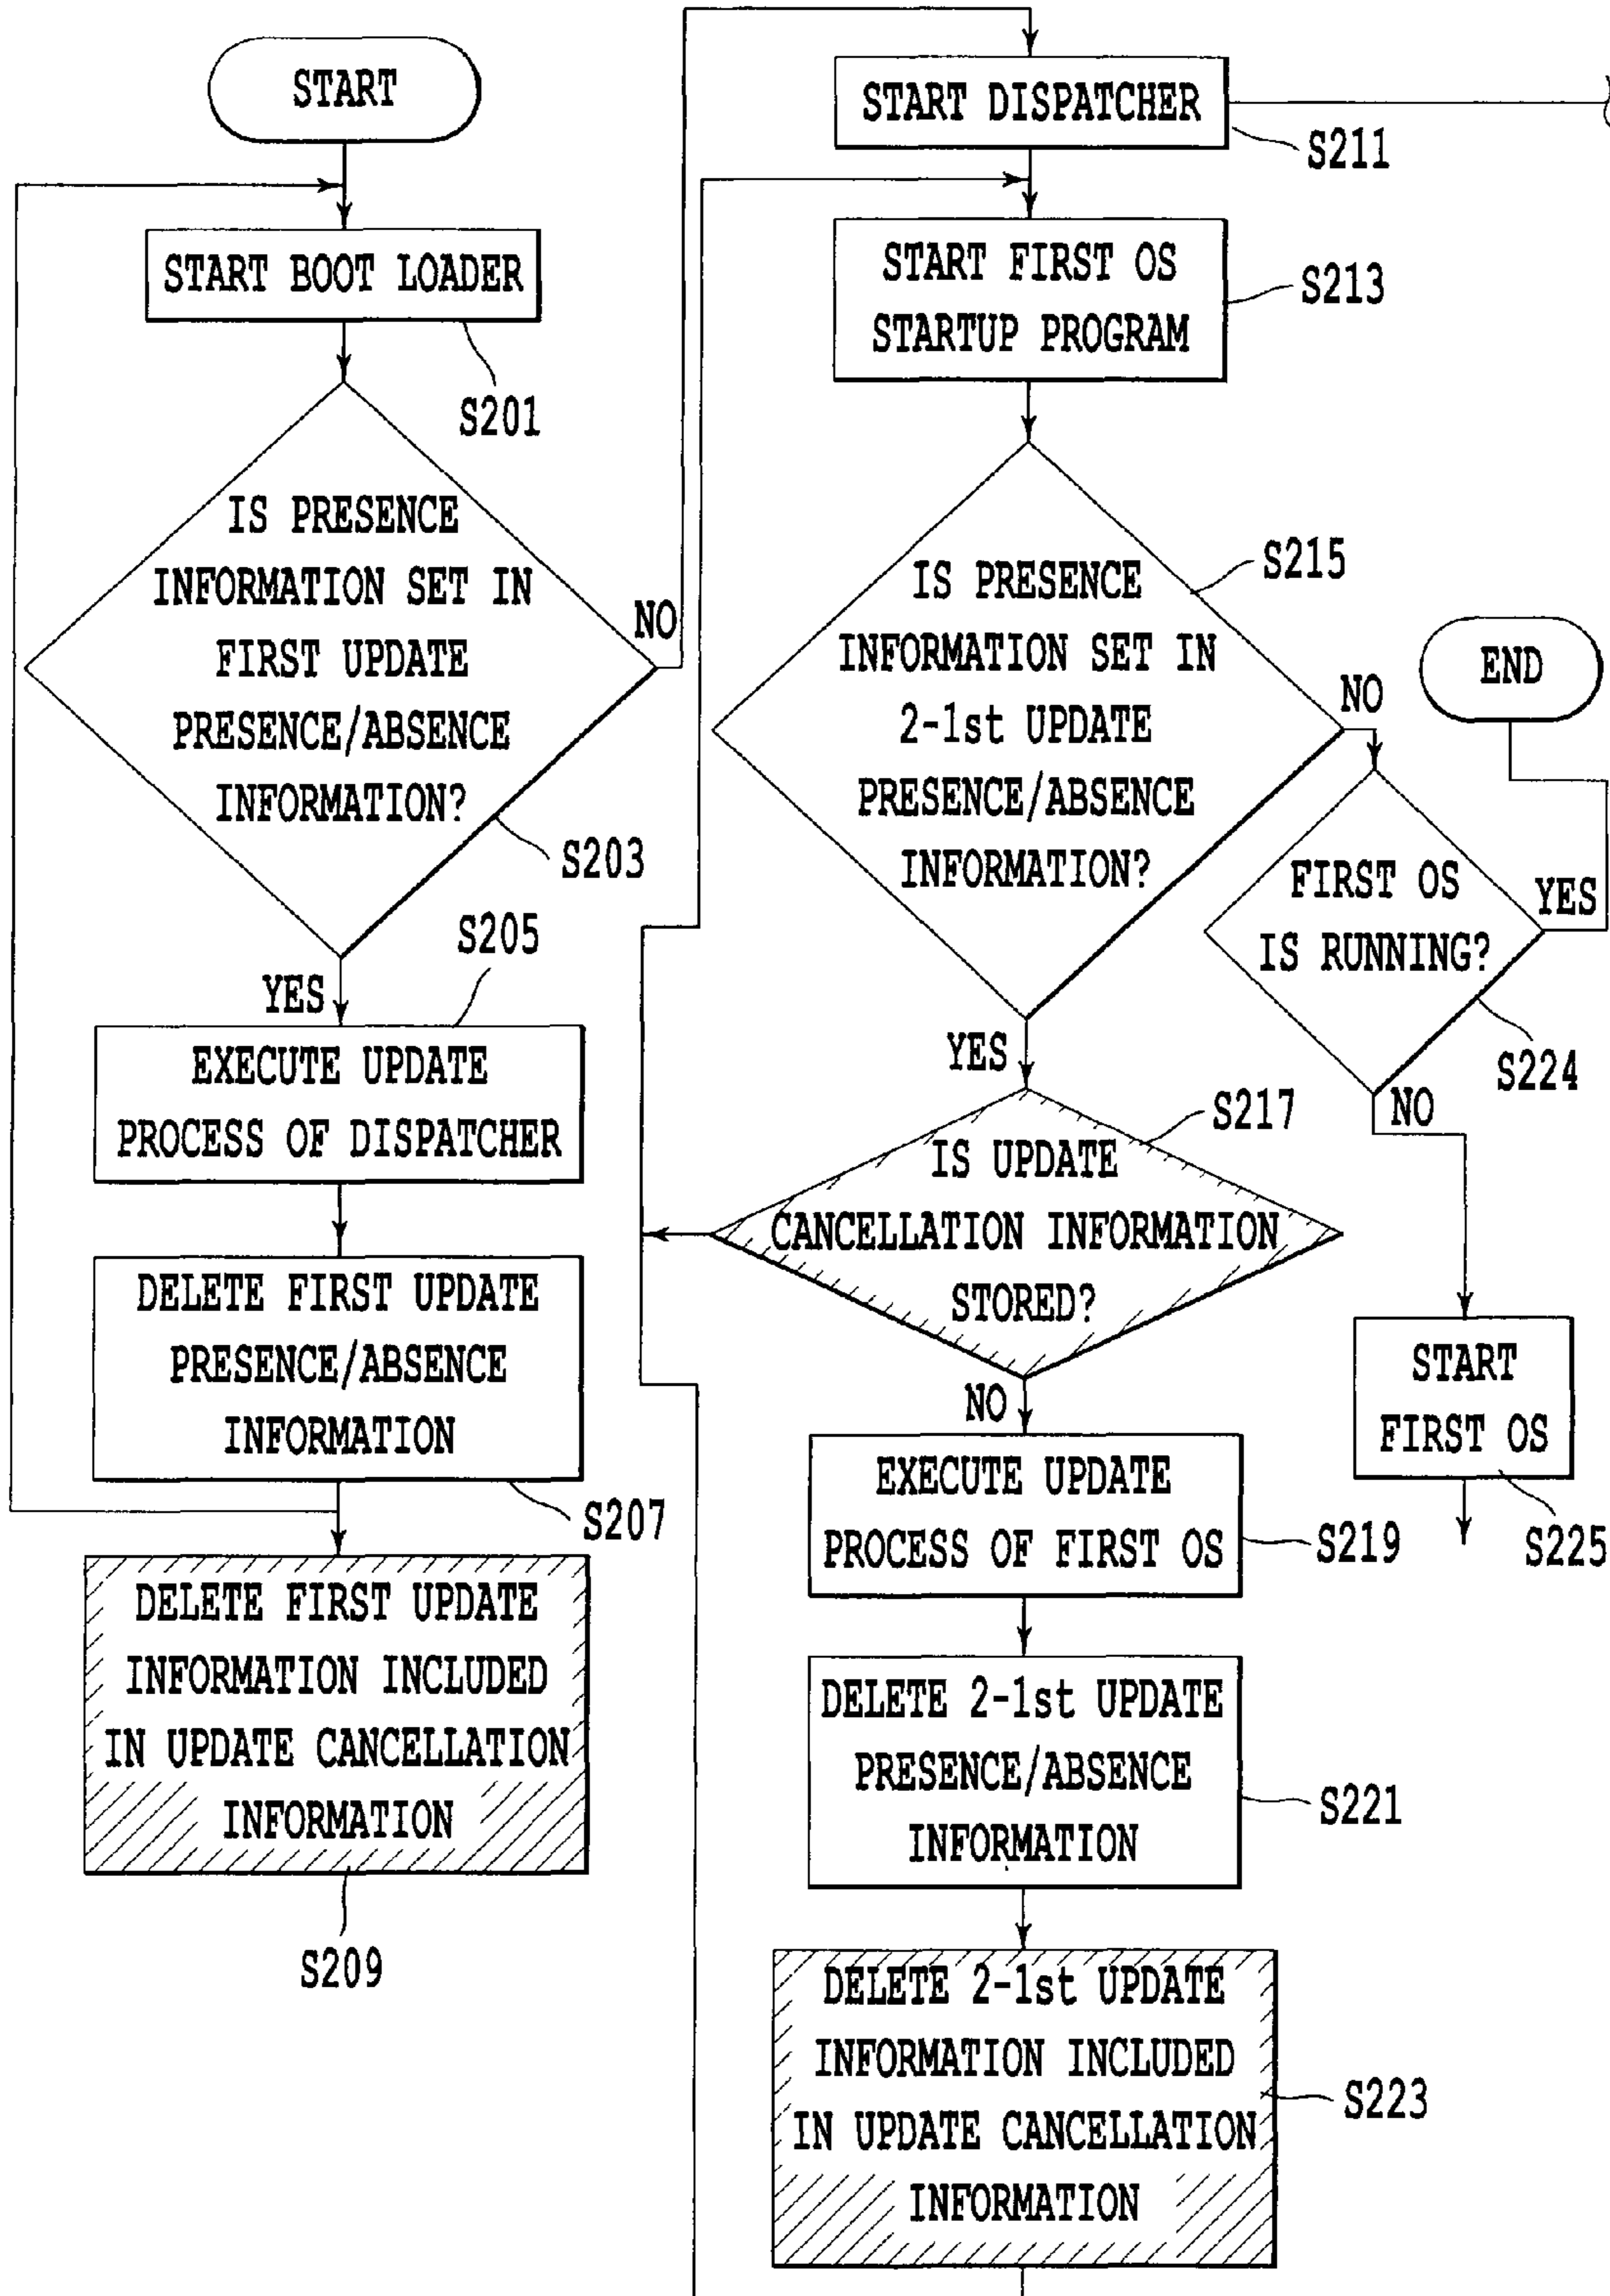 START
START BOOT LOADER
S201
IS PRESENCE
INFORMATION SET IN
FIRST UPDATE
PRESENCE/ABSENCE
INFORMATION?
NO
S203
YES
S205
EXECUTE UPDATE
PROCESS OF DISPATCHER
DELETE FIRST UPDATE
PRESENCE/ABSENCE
INFORMATION
S207
DELETE FIRST UPDATE
INFORMATION INCLUDED
IN UPDATE CANCELLATION
INFORMATION
S209
START DISPATCHER
S211
START FIRST OS
STARTUP PROGRAM
S213
IS PRESENCE
INFORMATION SET IN
2-1st UPDATE
PRESENCE/ABSENCE
INFORMATION?
S215
NO
YES
IS UPDATE
CANCELLATION INFORMATION
STORED?
S217
NO
EXECUTE UPDATE
PROCESS OF FIRST OS
S219
DELETE 2-1st UPDATE
PRESENCE/ABSENCE
INFORMATION
S221
DELETE 2-1st UPDATE
INFORMATION INCLUDED
IN UPDATE CANCELLATION
INFORMATION
S223
END
FIRST OS
IS RUNNING?
YES
S224
NO
START
FIRST OS
S225